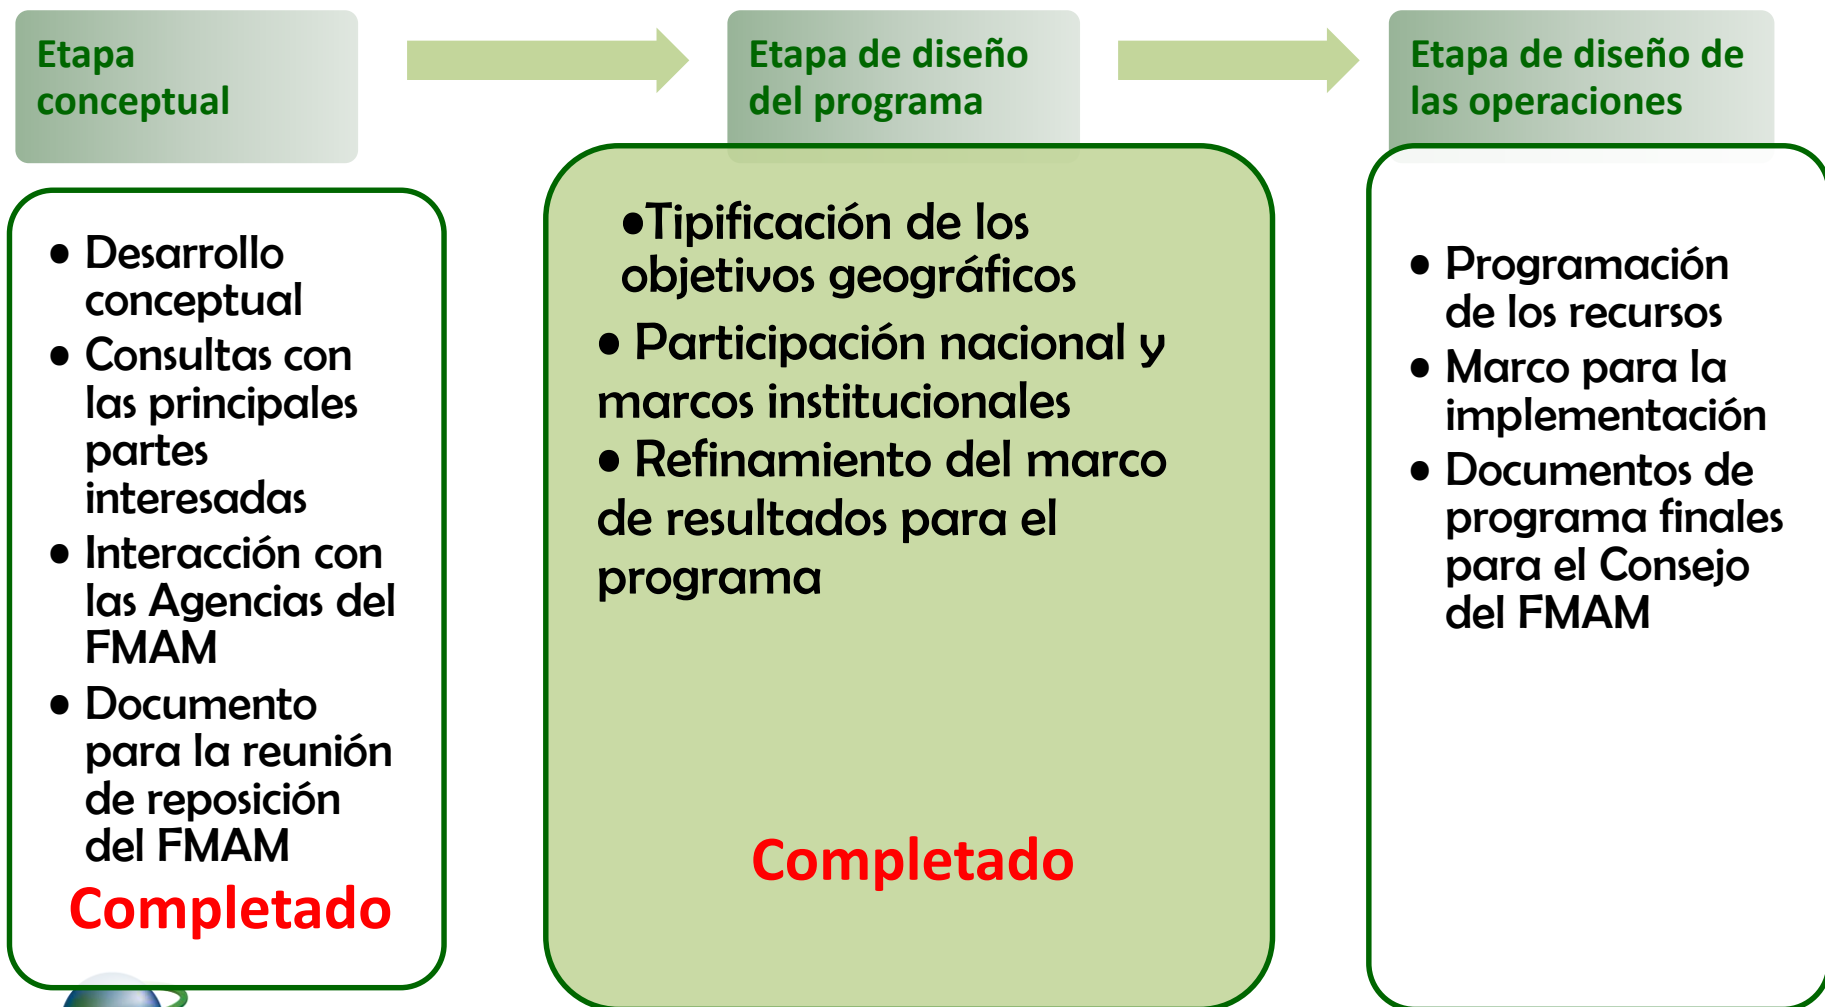 Etapa
conceptual
Etapa de diseño
del programa
Etapa de diseño de
las operaciones
• Desarrollo
conceptual
• Consultas con
las principales
partes
interesadas
• Interacción con
las Agencias del
FMAM
• Documento
para la reunión
de reposición
del FMAM
Completado
•Tipificación de los
objetivos geográficos
• Participación nacional y
marcos institucionales
• Refinamiento del marco
de resultados para el
programa
Completado
• Programación
de los recursos
• Marco para la
implementación
• Documentos de
programa finales
para el Consejo
del FMAM